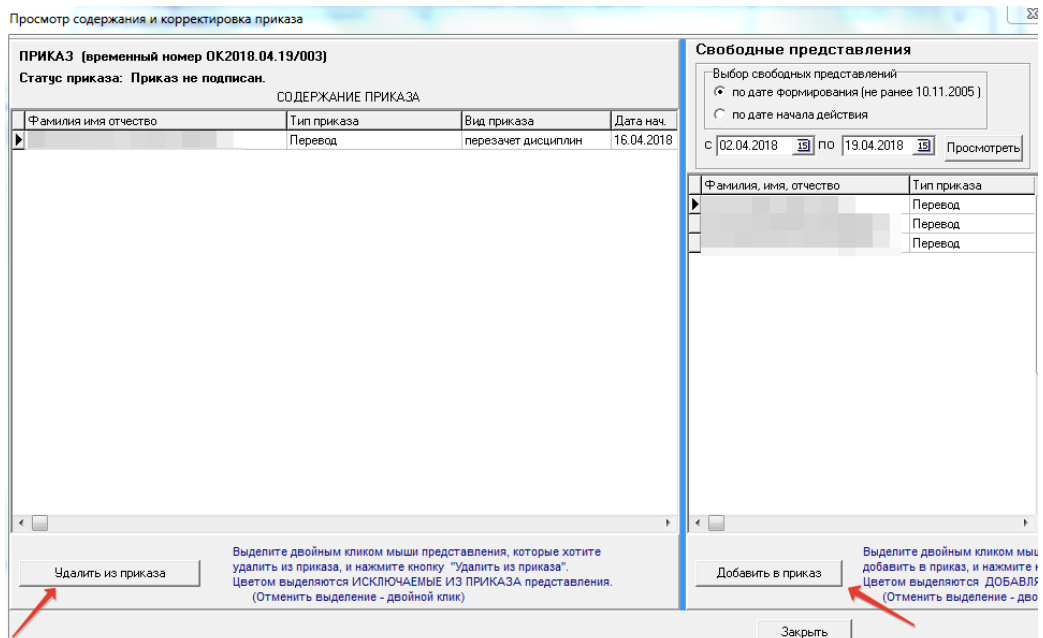 Просмотр содержания и корректировка приказа
ПРИКАЗ (временный номер ОК2018.04.19/003)
Статус приказа: Приказ не подписан.
СОДЕРЖАНИЕ ПРИКАЗА
Фамилия имя отчество Тип приказа Вид приказа Дата нач.
Перевод перезачет дисциплин 16.04.2018
Удалить из приказа
Выделите двойным кликом мыши представления, которые хотите
удалить из приказа, и нажмите кнопку "Удалить из приказа".
Цветом выделяются ИСКЛЮЧАЕМЫЕ ИЗ ПРИКАЗА представления.
(Отменить выделение - двойной клик)
Свободные представления
Выбор свободных представлений
по дате формирования (не ранее 10.11.2005 )
по дате начала действия
с 02.04.2018 15 по 19.04.2018 15 Просмотреть
Фамилия, имя, отчество Тип приказа
Перевод
Перевод
Перевод
Добавить в приказ
Выделите двойным кликом мыш
добавить в приказ, и нажмите к
Цветом выделяются ДОБАВЛЯ
(Отменить выделение - дво
Закрыть